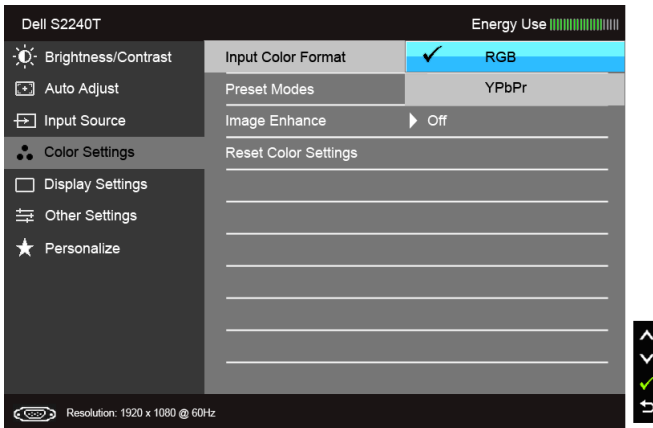 Dell S2240T
Energy Use
Brightness/Contrast
Auto Adjust
Input Source
Color Settings
Display Settings
Other Settings
Personalize
Input Color Format
RGB
Preset Modes
YPbPr
Image Enhance
Off
Reset Color Settings
Resolution: 1920 x 1080 @ 60Hz